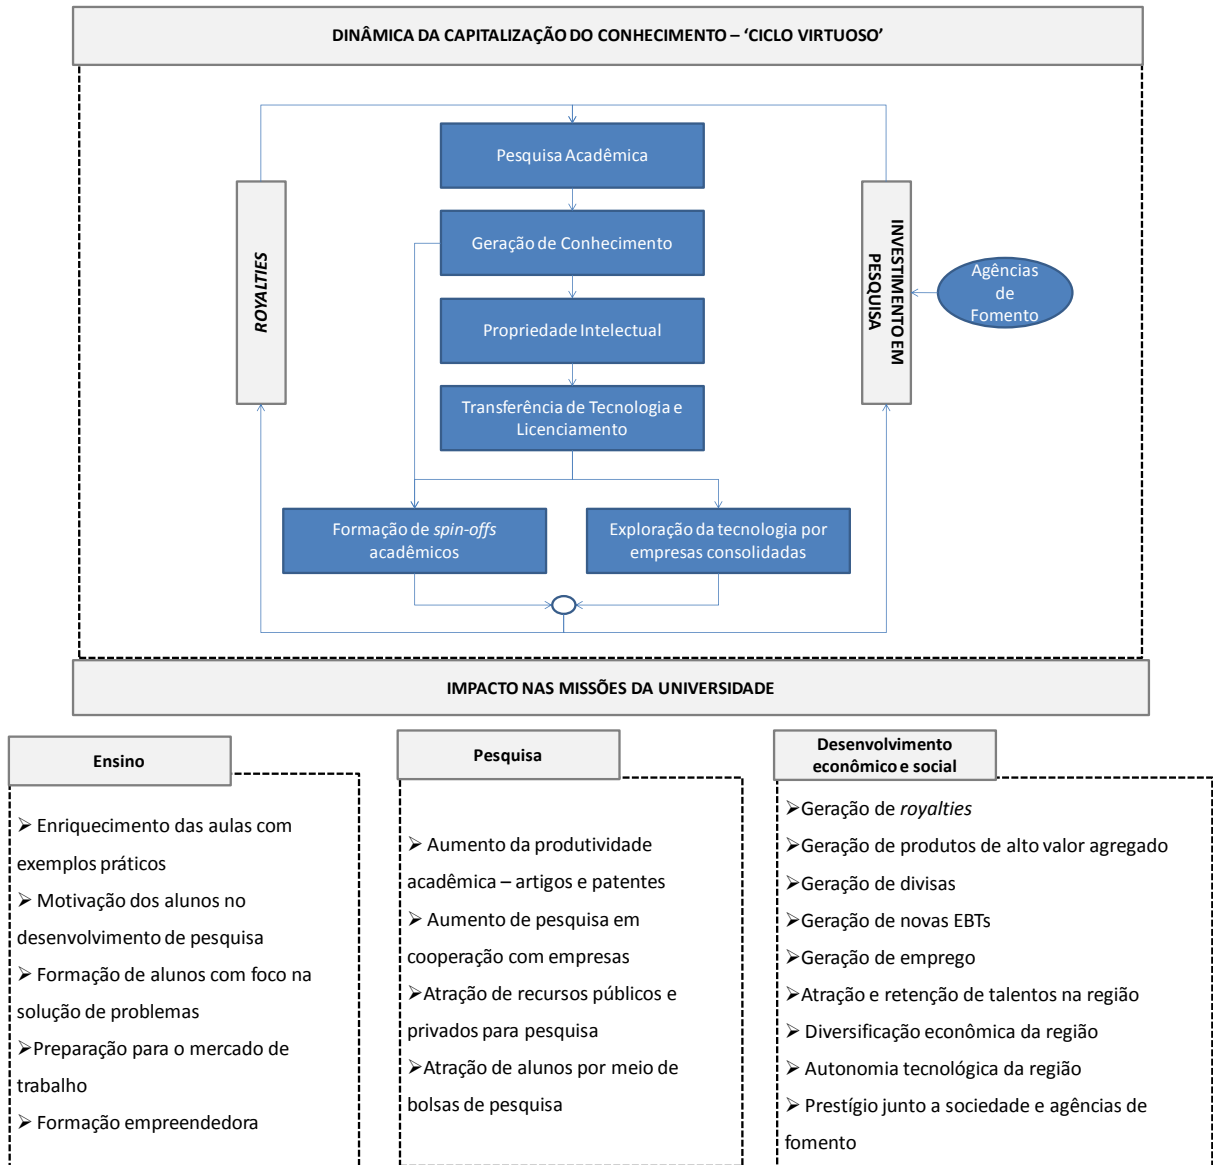 DINÂMICA DA CAPITALIZAÇÃO DO CONHECIMENTO – ‘CICLO VIRTUOSO’
Pesquisa Acadêmica
Geração de Conhecimento
Propriedade Intelectual
Transferência de Tecnologia e
Licenciamento
ROYALTIES
INVESTIMENTO EM
PESQUISA
Agências
de
Fomento
Formação de spin-offs
acadêmicos
Exploração da tecnologia por
empresas consolidadas
IMPACTO NAS MISSÕES DA UNIVERSIDADE
Ensino
➢ Enriquecimento das aulas com
exemplos práticos
➢ Motivação dos alunos no
desenvolvimento de pesquisa
➢ Formação de alunos com foco na
solução de problemas
➢Preparação para o mercado de
trabalho
➢ Formação empreendedora
Pesquisa
➢ Aumento da produtividade
acadêmica – artigos e patentes
➢ Aumento de pesquisa em
cooperação com empresas
➢Atração de recursos públicos e
privados para pesquisa
➢Atração de alunos por meio de
bolsas de pesquisa
Desenvolvimento
econômico e social
➢Geração de royalties
➢Geração de produtos de alto valor agregado
➢Geração de divisas
➢Geração de novas EBTs
➢Geração de emprego
➢Atração e retenção de talentos na região
➢ Diversificação econômica da região
➢ Autonomia tecnológica da região
➢ Prestígio junto a sociedade e agências de
fomento